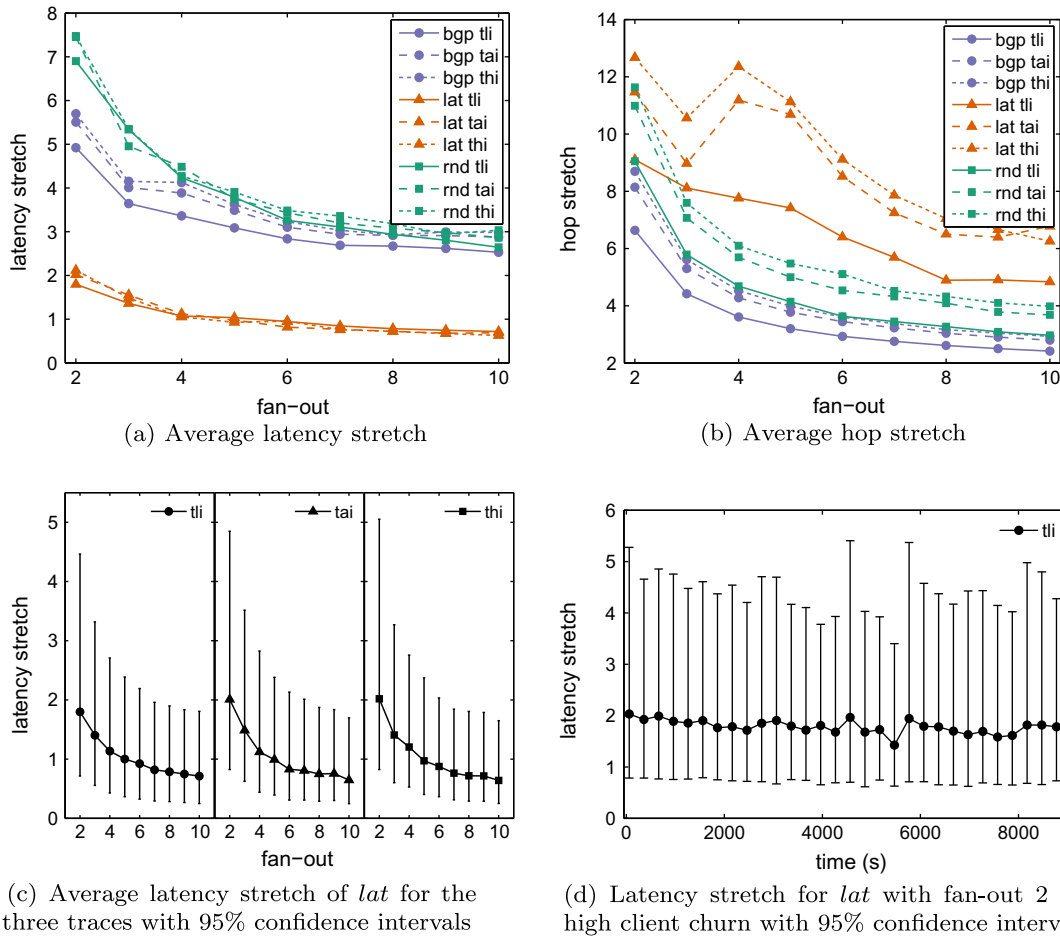 8
7
6
5
4
3
2
1
0
latency stretch
bgp tli
bgp tai
bgp thi
lat tli
lat tai
lat thi
rnd tli
rnd tai
rnd thi
2 4 6 8 10
fan−out
(a) Average latency stretch
14
12
10
8
6
4
2
hop stretch
bgp tli
bgp tai
bgp thi
lat tli
lat tai
lat thi
rnd tli
rnd tai
rnd thi
2 4 6 8 10
fan−out
(b) Average hop stretch
5
4
3
2
1
0
latency stretch
tli
tai
thi
2 4 6 8 10 2 4 6 8 10 2 4 6 8 10
fan−out
(c) Average latency stretch of lat for the
three traces with 95% confidence intervals
6
5
4
3
2
1
0
latency stretch
tli
0 2000 4000 6000 8000
time (s)
(d) Latency stretch for lat with fan-out 2
high client churn with 95% confidence interv